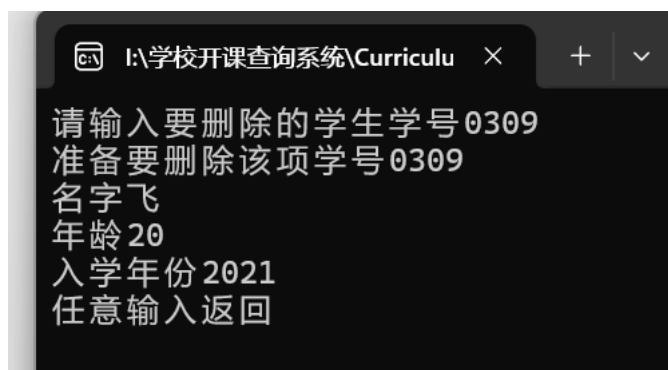 I:\学校开课查询系统\Curriculu
请输入要删除的学生学号0309
准备要删除该项学号0309
名字飞
年龄20
入学年份2021
任意输入返回